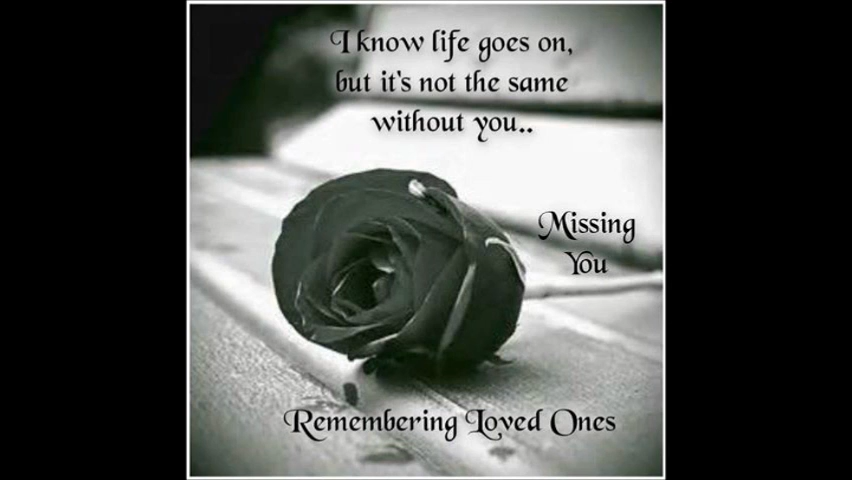 I know life goes on,
but it's not the same
without you..
Missing
You
Remembering Loved Ones